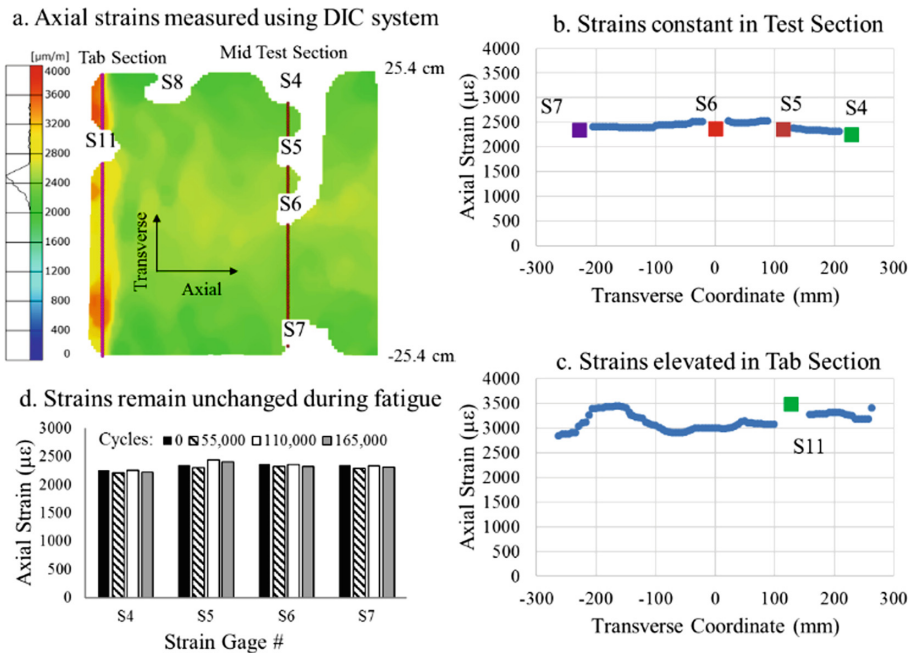 a. Axial strains measured using DIC system
[μm/m]
4000
3600
3200
2800
2400
2000
1600
1200
800
400
0
Tab Section
Mid Test Section
S8
S4
25.4 cm
S11
S5
S6
Transverse
Axial
S7
-25.4 cm
b. Strains constant in Test Section
Axial Strain (με)
4000
3500
3000
2500
2000
1500
1000
500
0
S7
S6
S5
S4
-300 -200 -100 0 100 200 300
Transverse Coordinate (mm)
c. Strains elevated in Tab Section
Axial Strain (με)
4000
3500
3000
2500
2000
1500
1000
500
0
S11
-300 -200 -100 0 100 200 300
Transverse Coordinate (mm)
d. Strains remain unchanged during fatigue
Cycles: 0 55,000 110,000 165,000
Axial Strain (με)
3000
2500
2000
1500
1000
500
0
S4 S5 S6 S7
Strain Gage #